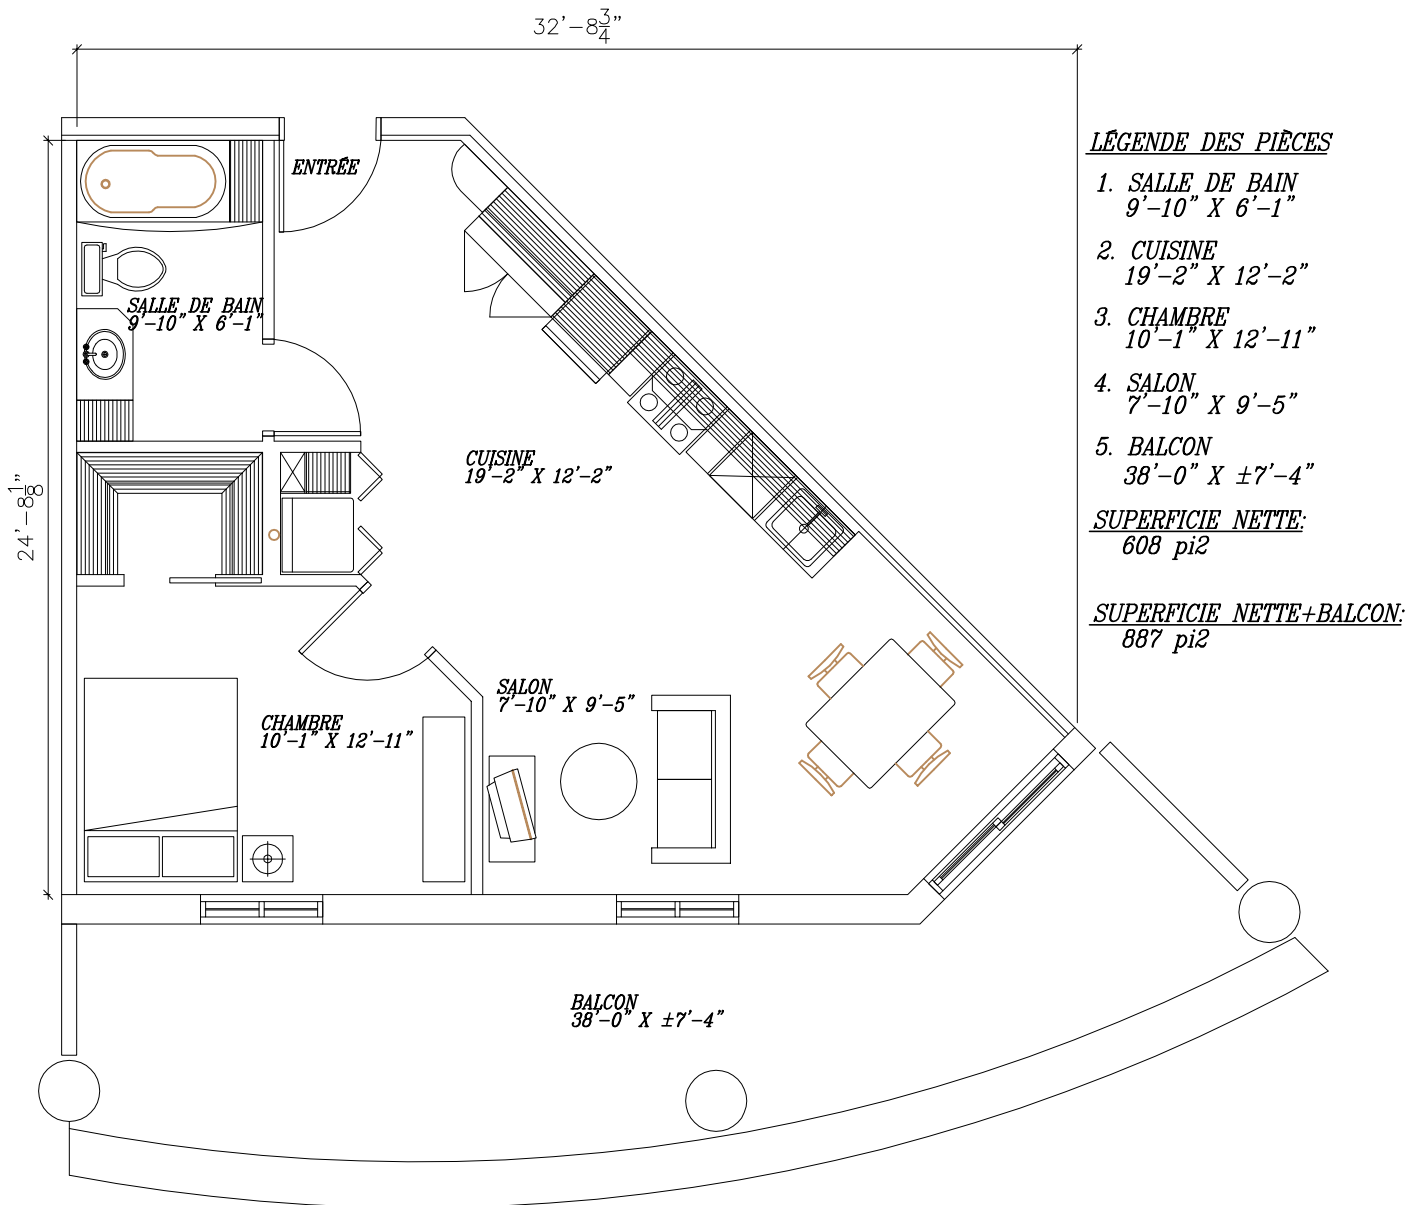 32'-8 3/4"
LÉGENDE DES PIÈCES
ENTRÉE
1. SALLE DE BAIN
9'-10" X 6'-1"
2. CUISINE
19'-2" X 12'-2"
SALLE DE BAIN
9'-10" X 6'-1"
3. CHAMBRE
10'-1" X 12'-11"
4. SALON
7'-10" X 9'-5"
5. BALCON
38'-0" X ±7'-4"
CUISINE
19'-2" X 12'-2"
24'-8 1/8"
SUPERFICIE NETTE:
608 pi2
SUPERFICIE NETTE+BALCON:
887 pi2
SALON
7'-10" X 9'-5"
CHAMBRE
10'-1" X 12'-11"
BALCON
38'-0" X ±7'-4"